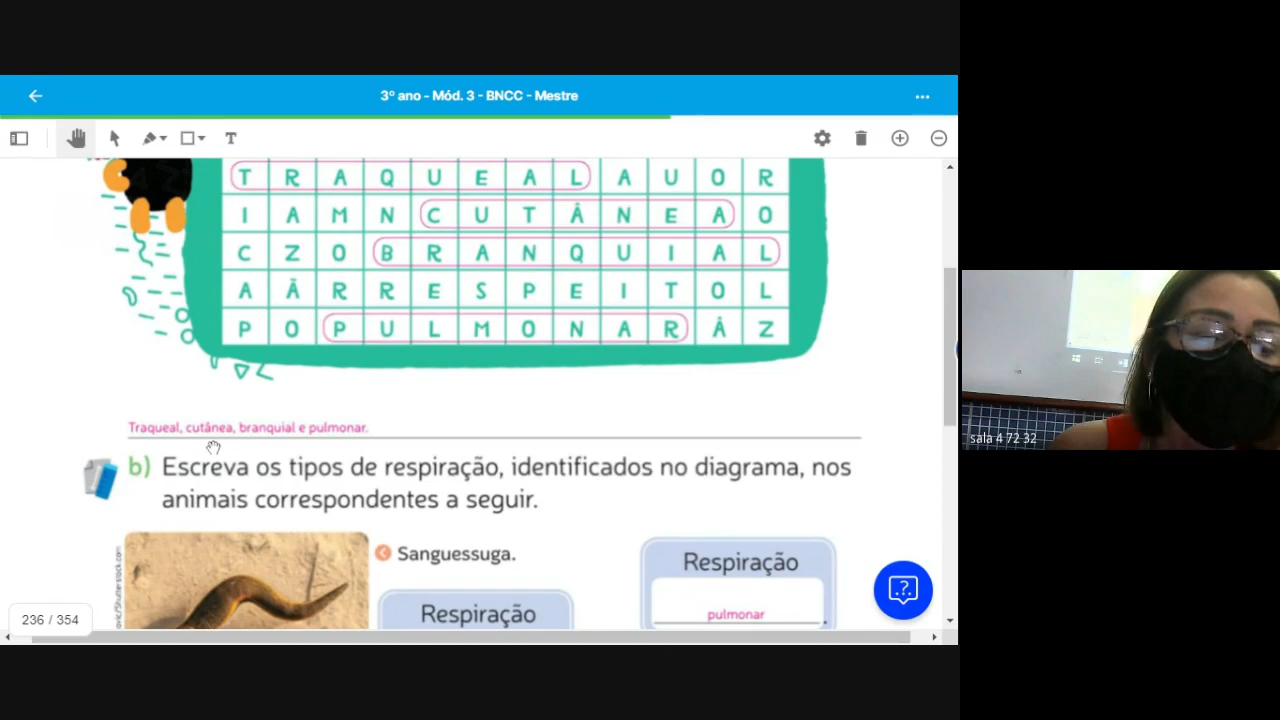 3º ano - Mód. 3 - BNCC - Mestre
T R A Q U E A L A U O R
I A M N C U T Â N E A O
C Z O B R A N Q U I A L
A Ã R R E S P E I T O L
P O P U L M O N A R Â Z
Traqueal, cutânea, branquial e pulmonar.
b) Escreva os tipos de respiração, identificados no diagrama, nos
animais correspondentes a seguir.
Sanguessuga.
Respiração
Respiração
pulmonar
.
236 / 354
sala 4 72 32